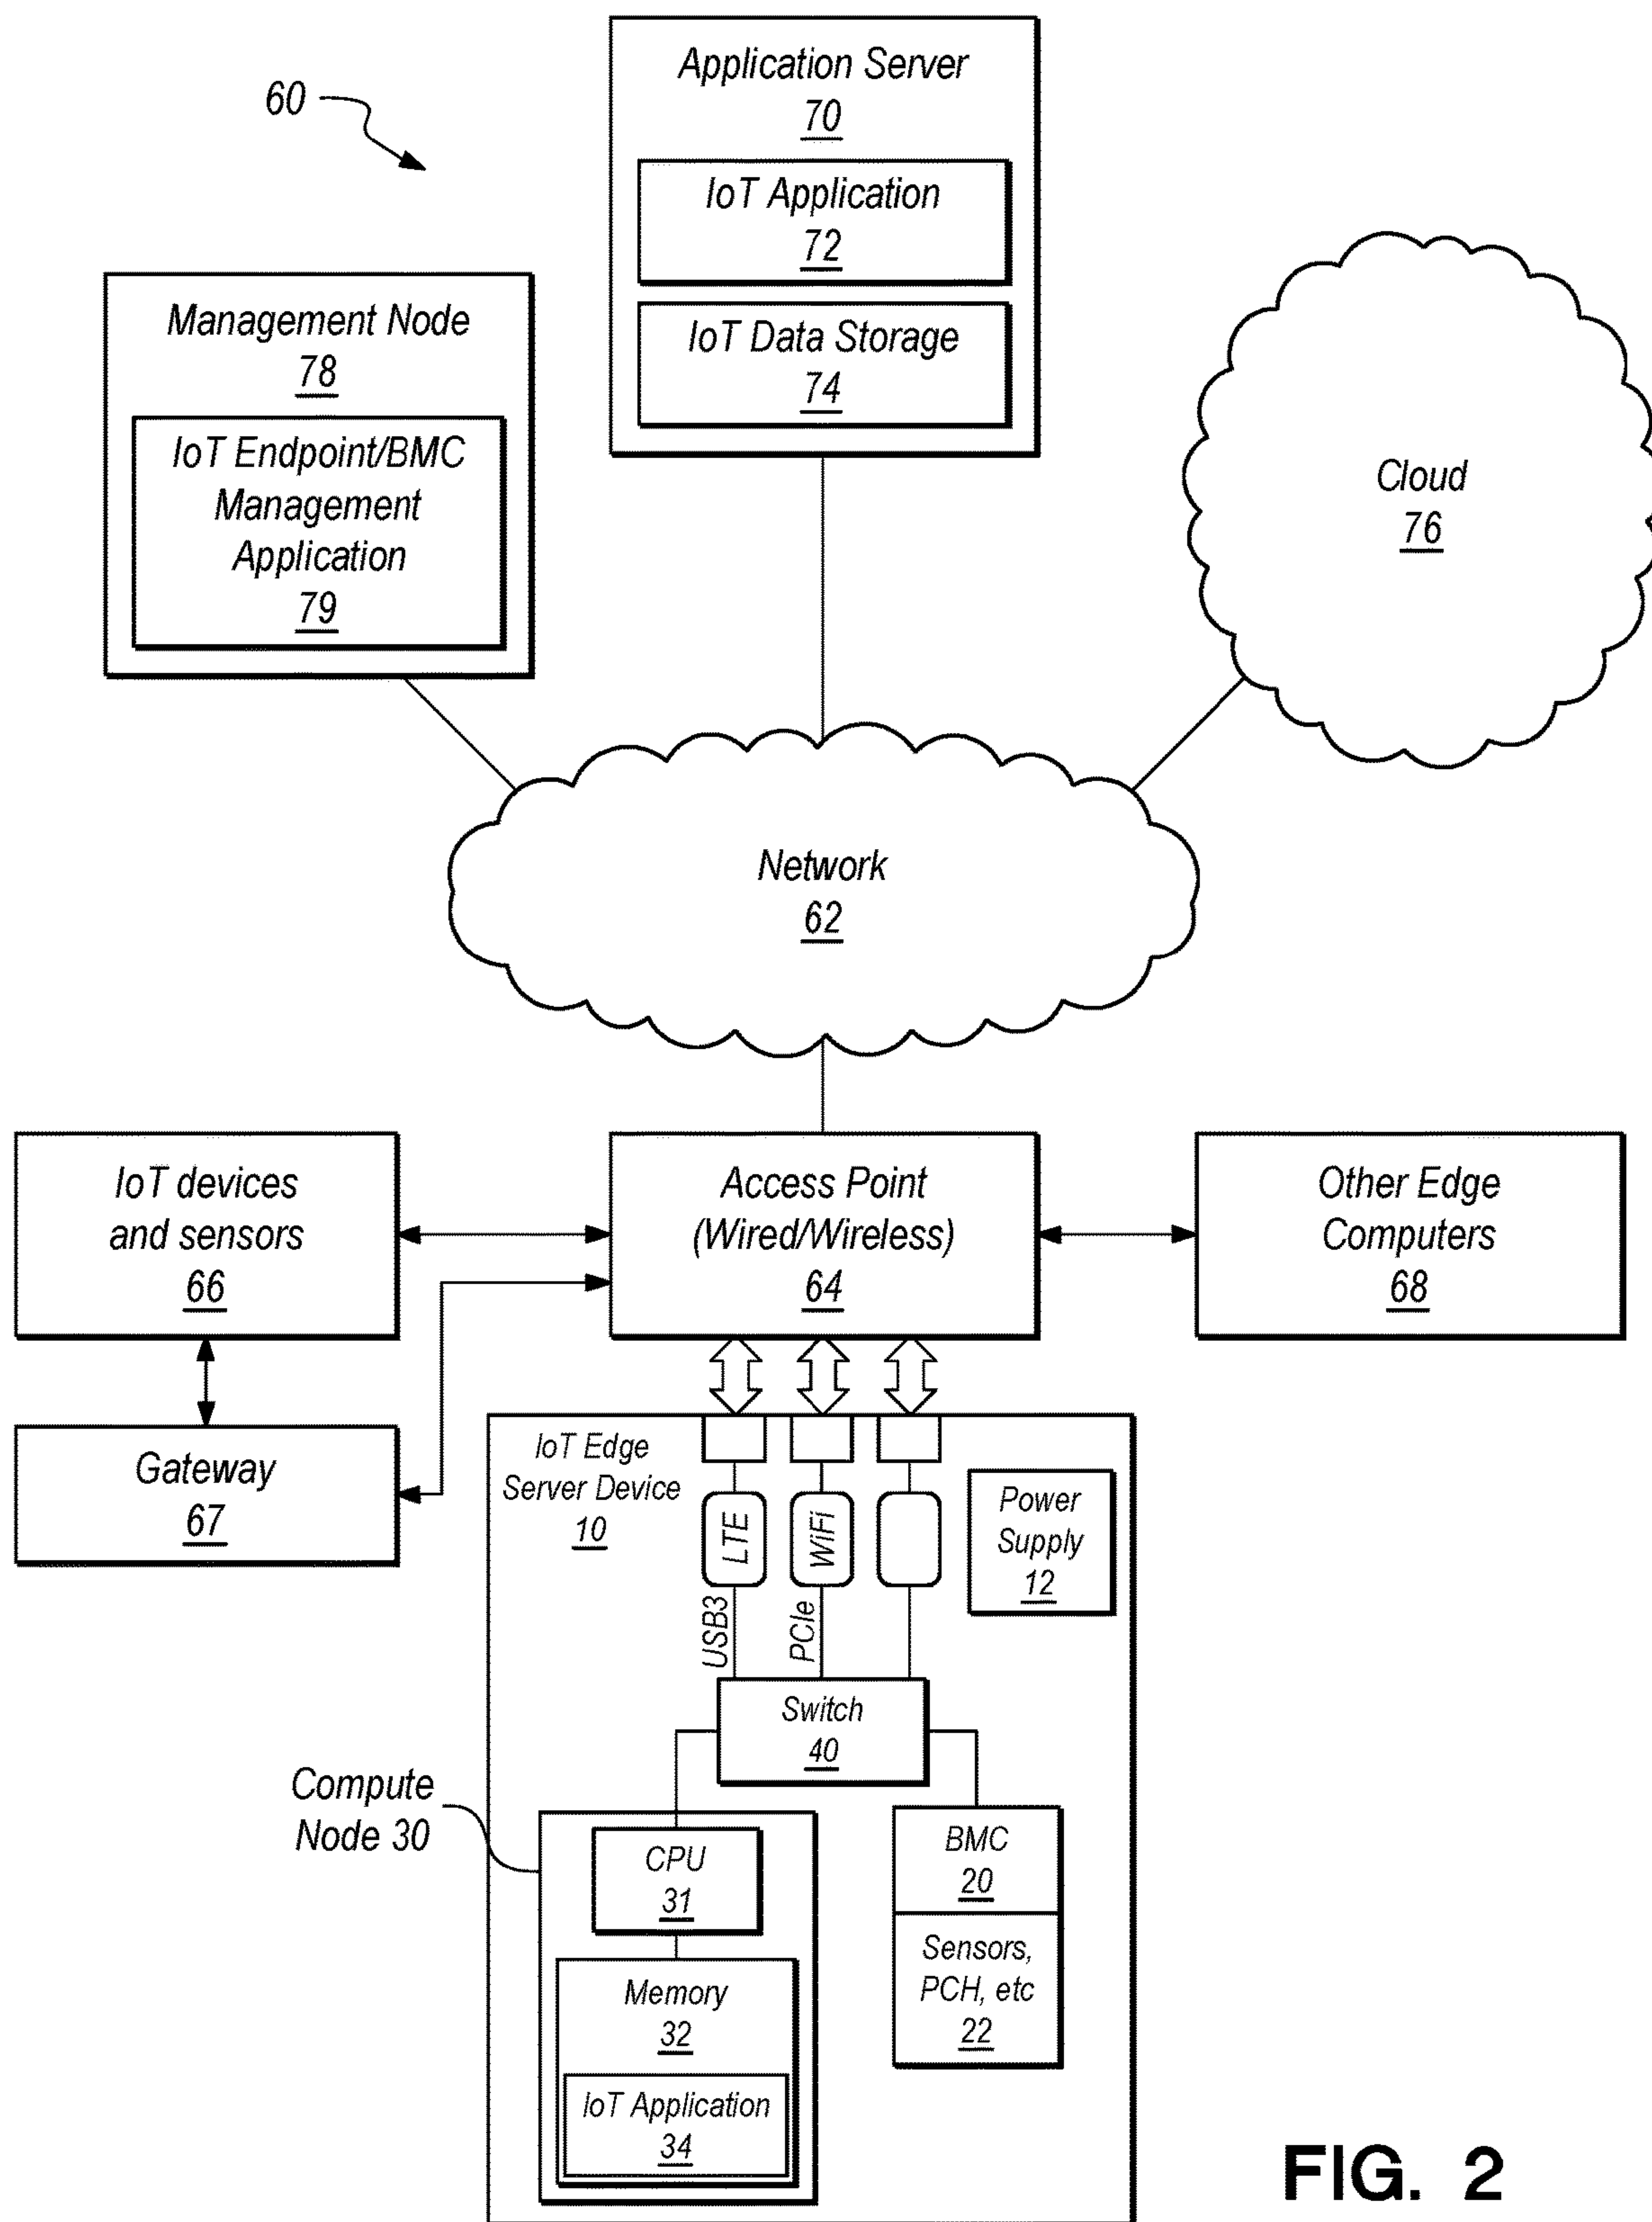 60
Application Server
70
IoT Application
72
IoT Data Storage
74
Management Node
78
IoT Endpoint/BMC
Management
Application
79
Cloud
76
Network
62
IoT devices
and sensors
66
Access Point
(Wired/Wireless)
64
Other Edge
Computers
68
Gateway
67
IoT Edge
Server Device
10
LTE
WiFi
Power
Supply
12
USB3
PCIe
Switch
40
Compute
Node 30
CPU
31
BMC
20
Sensors,
PCH, etc
22
Memory
32
IoT Application
34
FIG. 2